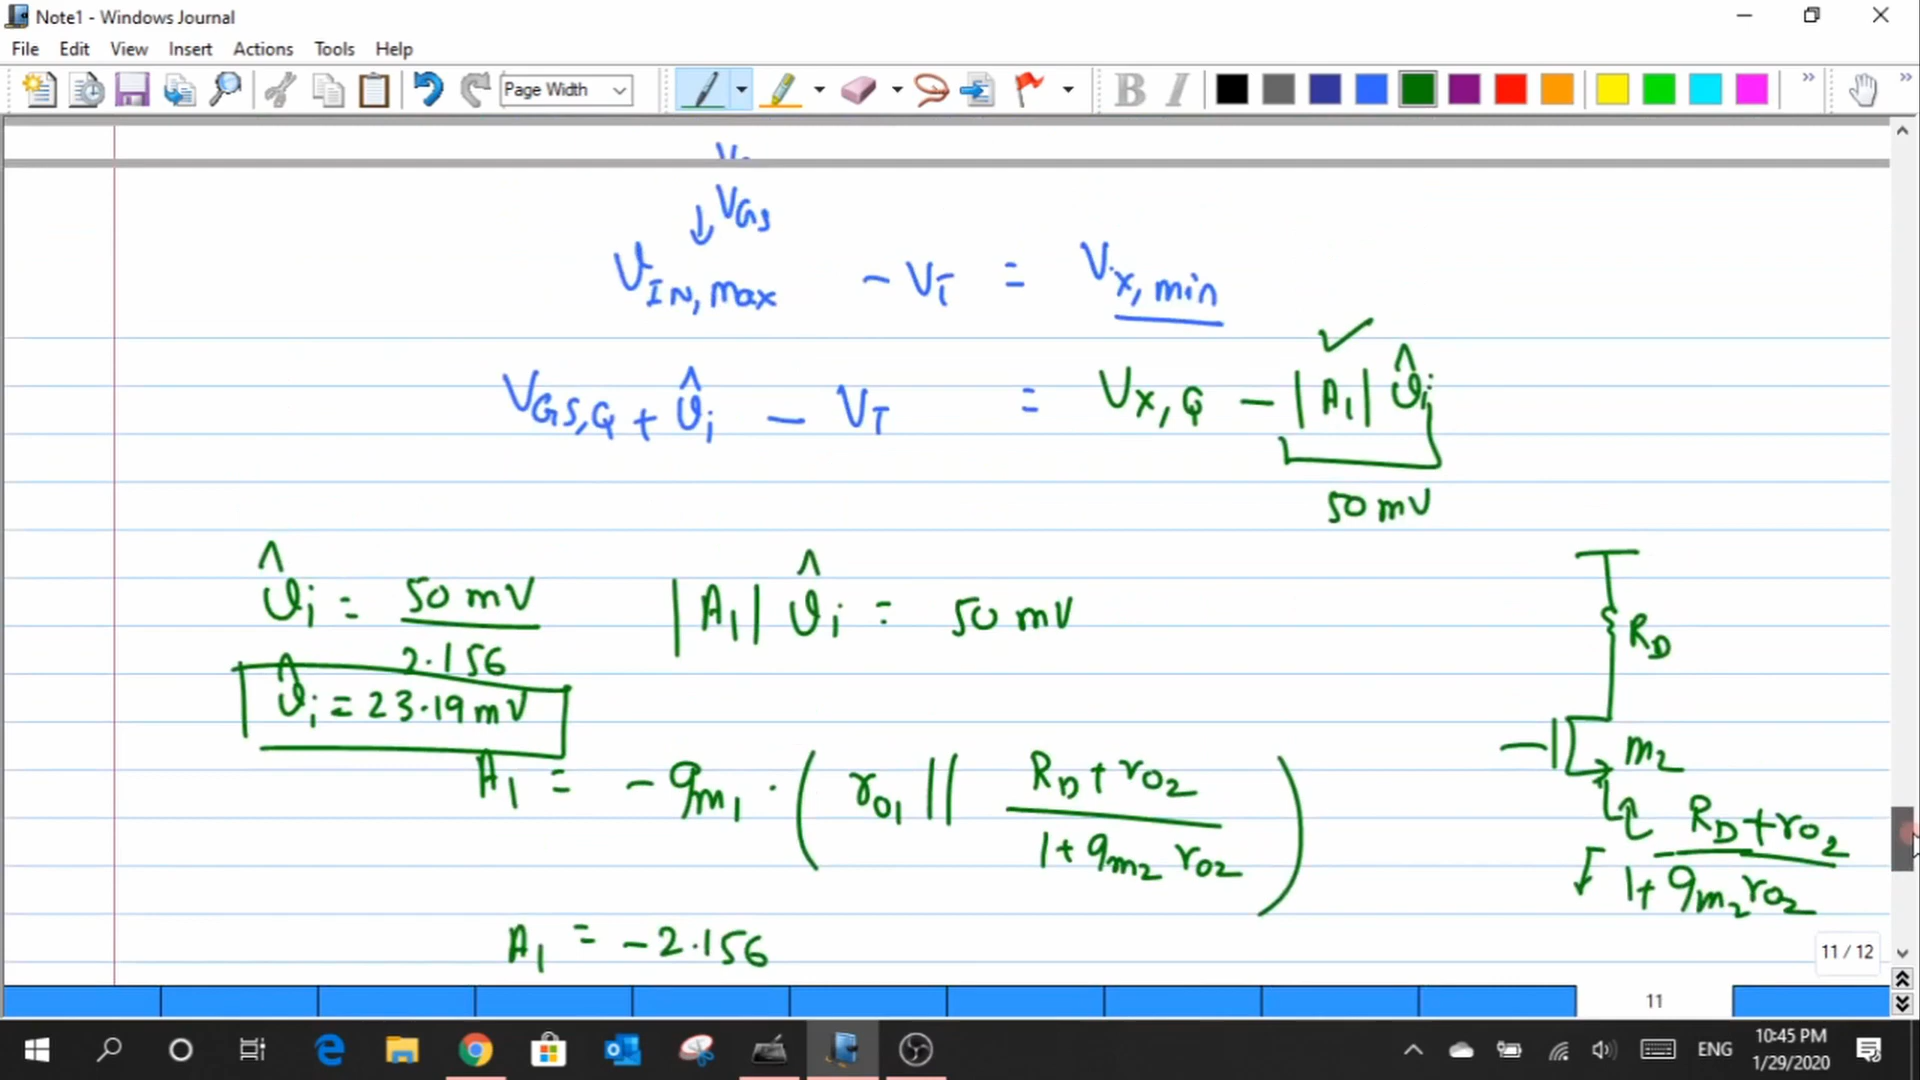 Note1 - Windows Journal
File Edit View Insert Actions Tools Help
Page Width
B I
↓ V_GS
V_IN,max - V_T = V_X,min
V_GS,Q + v̂_i - V_T = V_X,Q - |A_1| v̂_i
50 mV
v̂_i = 50 mV / 2.156
|A_1| v̂_i = 50 mV
v̂_i = 23.19 mV
R_D
A_1 = - g_m1 · ( r_o1 || (R_D + r_o2) / (1 + g_m2 r_o2) )
m_2
(R_D + r_o2) / (1 + g_m2 r_o2)
A_1 = - 2.156
11 / 12
11
ENG
10:45 PM
1/29/2020